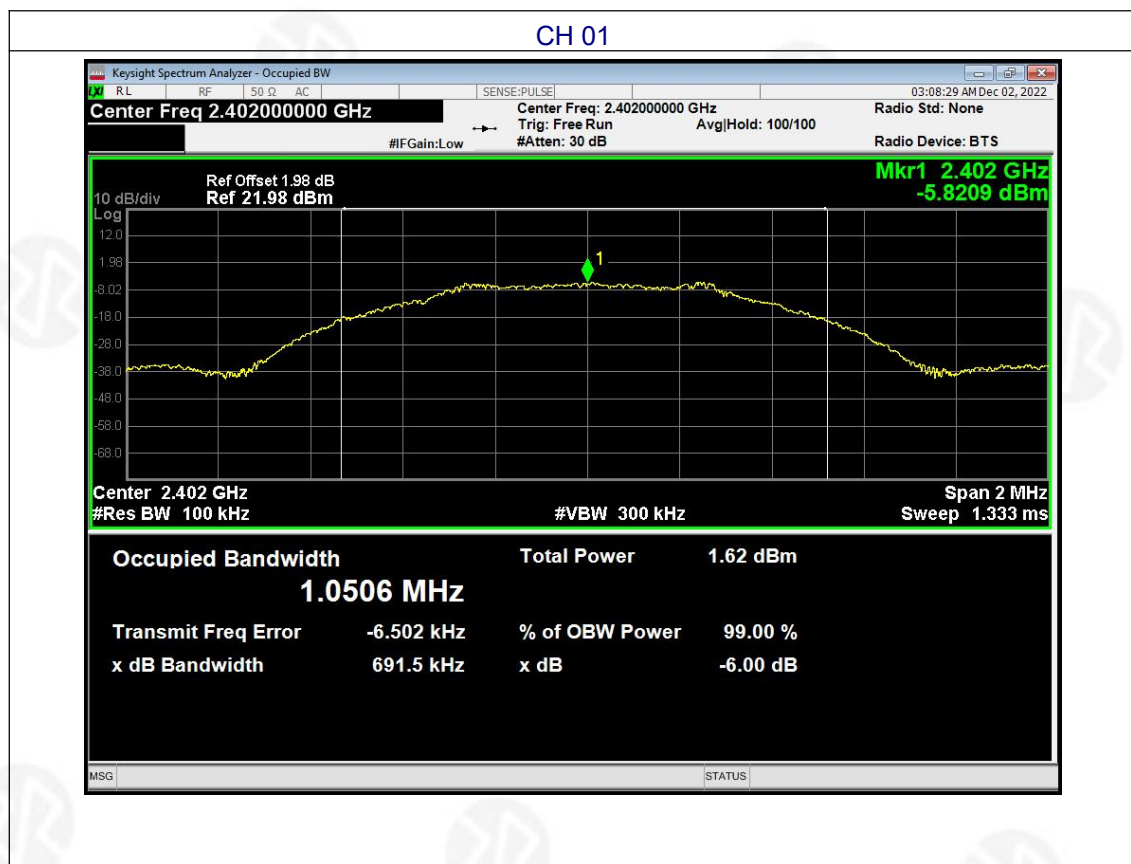 CH 01
Keysight Spectrum Analyzer - Occupied BW
LXI RL RF 50 Ω AC SENSE:PULSE 03:08:29 AM Dec 02, 2022
Center Freq 2.402000000 GHz Center Freq: 2.402000000 GHz Radio Std: None
Trig: Free Run Avg|Hold: 100/100
#IFGain:Low #Atten: 30 dB Radio Device: BTS
Mkr1 2.402 GHz
-5.8209 dBm
Ref Offset 1.98 dB
10 dB/div Ref 21.98 dBm
Log
12.0
1.98
1
-8.02
-18.0
-28.0
-38.0
-48.0
-58.0
-68.0
Center 2.402 GHz Span 2 MHz
#Res BW 100 kHz #VBW 300 kHz Sweep 1.333 ms
Occupied Bandwidth Total Power 1.62 dBm
1.0506 MHz
Transmit Freq Error -6.502 kHz % of OBW Power 99.00 %
x dB Bandwidth 691.5 kHz x dB -6.00 dB
MSG STATUS